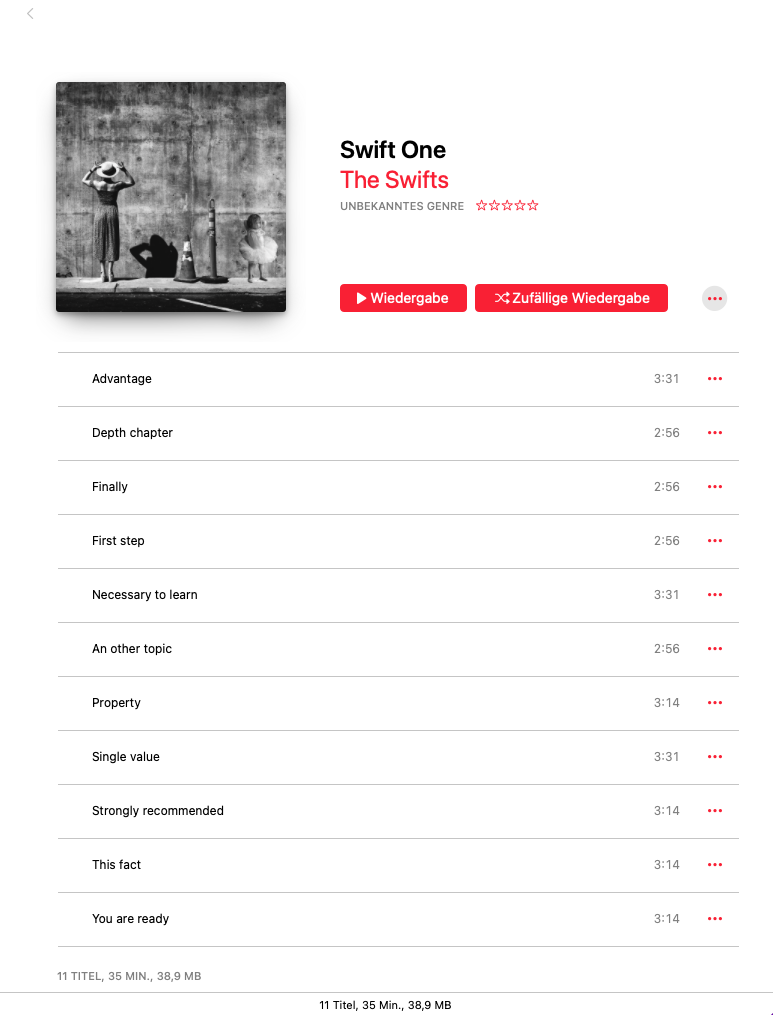 Swift One
The Swifts
UNBEKANNTES GENRE
Wiedergabe
Zufällige Wiedergabe
Advantage 3:31
Depth chapter 2:56
Finally 2:56
First step 2:56
Necessary to learn 3:31
An other topic 2:56
Property 3:14
Single value 3:31
Strongly recommended 3:14
This fact 3:14
You are ready 3:14
11 TITEL, 35 MIN., 38,9 MB
11 Titel, 35 Min., 38,9 MB